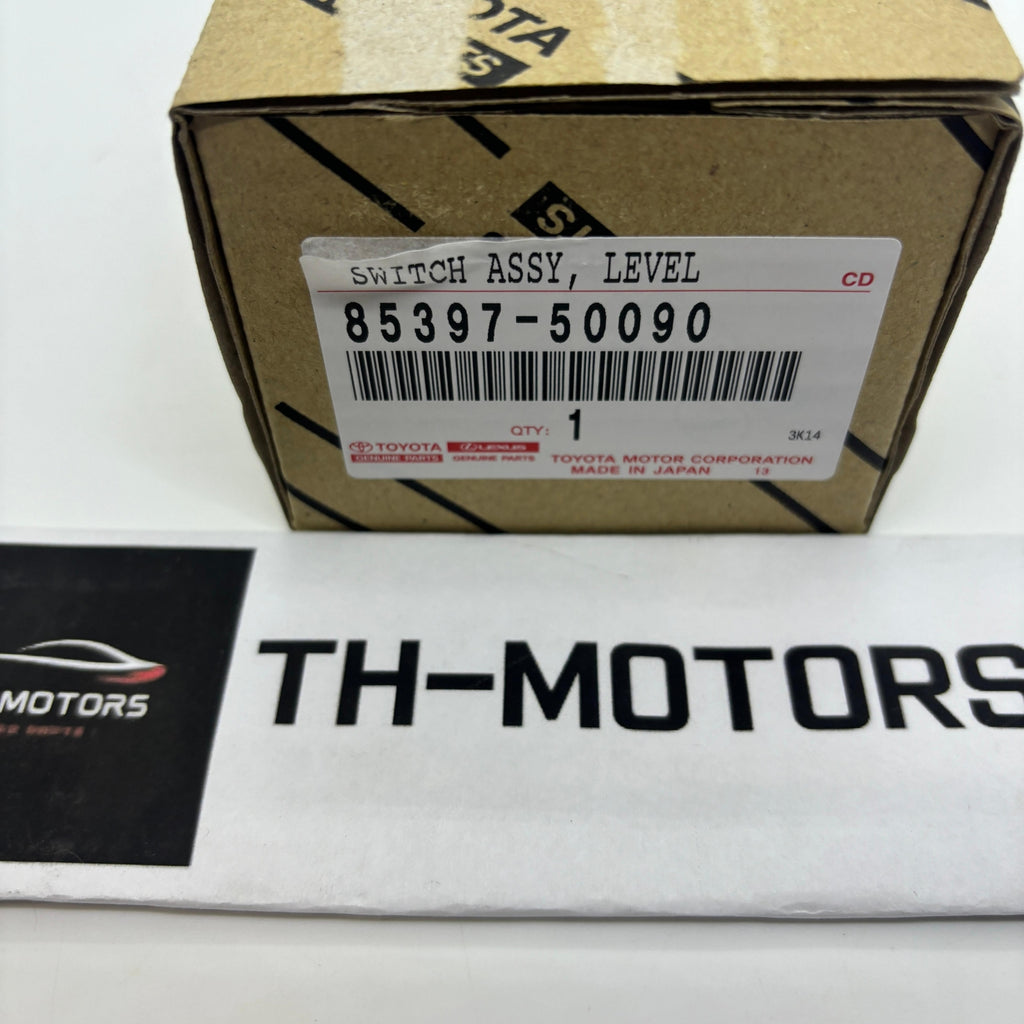 OTA
SWITCH ASSY, LEVEL
CD
85397-50090
QTY: 1
3K14
TOYOTA
GENUINE PARTS
LEXUS
GENUINE PARTS
TOYOTA MOTOR CORPORATION
MADE IN JAPAN 13
TH-MOTORS
MOTORS